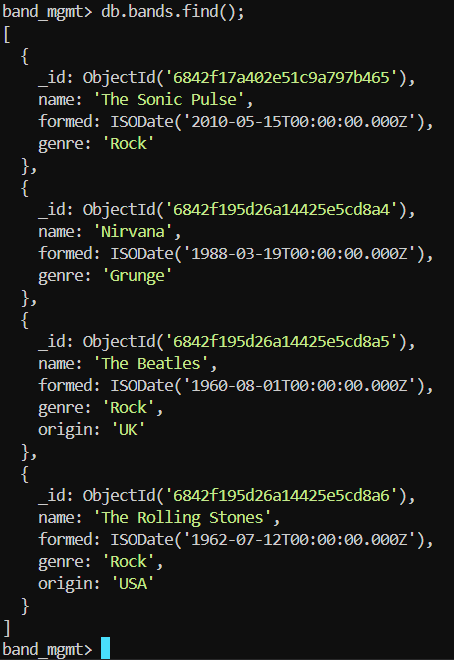 band_mgmt> db.bands.find();
[
  {
    _id: ObjectId('6842f17a402e51c9a797b465'),
    name: 'The Sonic Pulse',
    formed: ISODate('2010-05-15T00:00:00.000Z'),
    genre: 'Rock'
  },
  {
    _id: ObjectId('6842f195d26a14425e5cd8a4'),
    name: 'Nirvana',
    formed: ISODate('1988-03-19T00:00:00.000Z'),
    genre: 'Grunge'
  },
  {
    _id: ObjectId('6842f195d26a14425e5cd8a5'),
    name: 'The Beatles',
    formed: ISODate('1960-08-01T00:00:00.000Z'),
    genre: 'Rock',
    origin: 'UK'
  },
  {
    _id: ObjectId('6842f195d26a14425e5cd8a6'),
    name: 'The Rolling Stones',
    formed: ISODate('1962-07-12T00:00:00.000Z'),
    genre: 'Rock',
    origin: 'USA'
  }
]
band_mgmt>